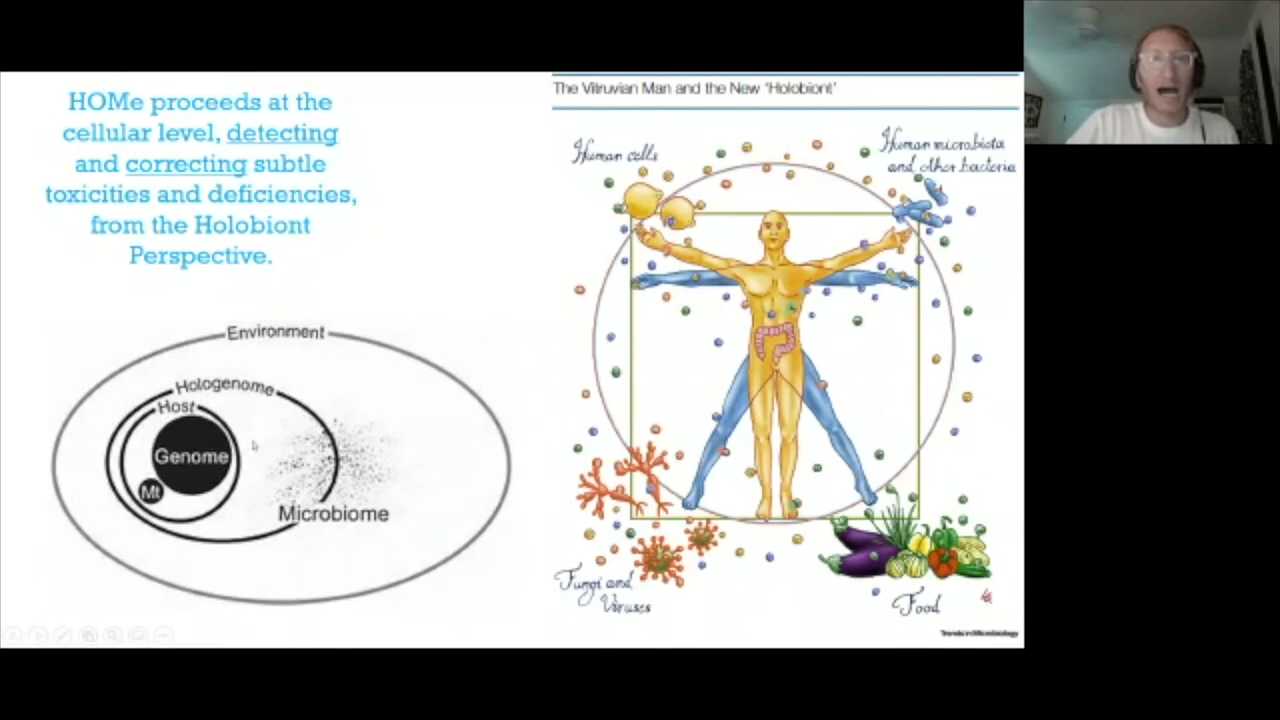 HOMe proceeds at the
cellular level, detecting
and correcting subtle
toxicities and deficiencies,
from the Holobiont
Perspective.
Environment
Hologenome
Host
Genome
Mt
Microbiome
The Vitruvian Man and the New 'Holobiont'
Human cells
Human microbiota
and other bacteria
Fungi and
Viruses
Food
Trends in Microbiology